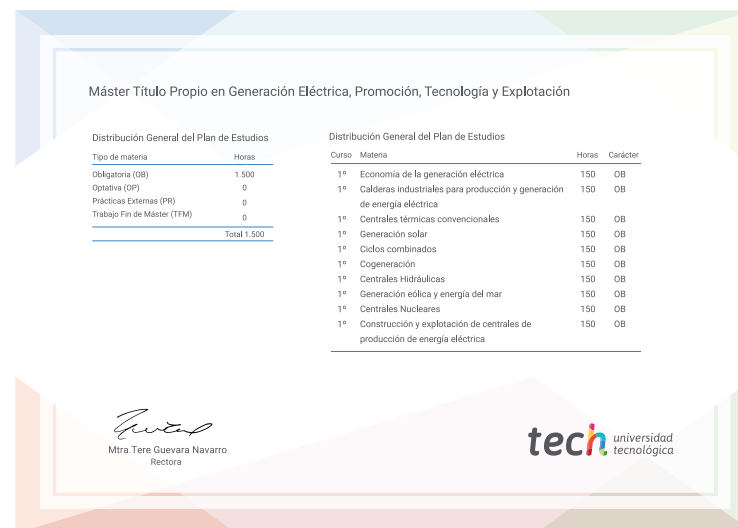 Máster Título Propio en Generación Eléctrica, Promoción, Tecnología y Explotación
Distribución General del Plan de Estudios
Tipo de materia Horas
Obligatoria (OB) 1.500
Optativa (OP) 0
Prácticas Externas (PR) 0
Trabajo Fin de Máster (TFM) 0
Total 1.500
Distribución General del Plan de Estudios
Curso Materia Horas Carácter
1º Economía de la generación eléctrica 150 OB
1º Calderas industriales para producción y generación 150 OB
de energía eléctrica
1º Centrales térmicas convencionales 150 OB
1º Generación solar 150 OB
1º Ciclos combinados 150 OB
1º Cogeneración 150 OB
1º Centrales Hidráulicas 150 OB
1º Generación eólica y energía del mar 150 OB
1º Centrales Nucleares 150 OB
1º Construcción y explotación de centrales de 150 OB
producción de energía eléctrica
Mtra.Tere Guevara Navarro
Rectora
tech universidad
tecnológica